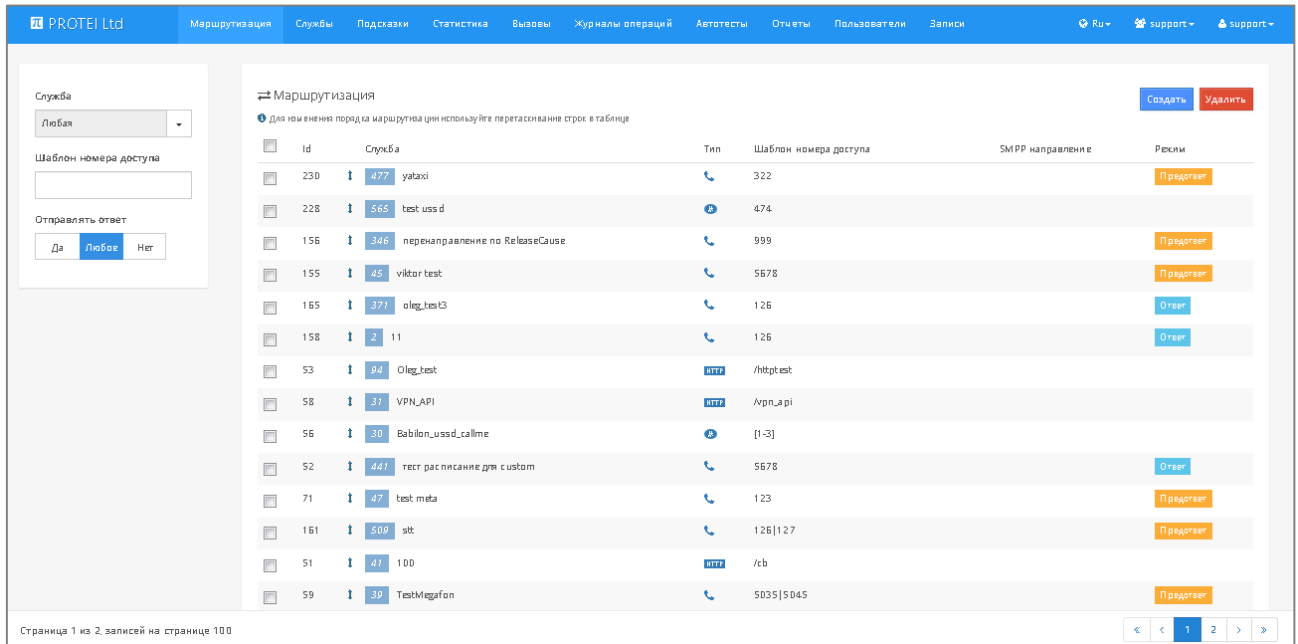 PROTEI Ltd Маршрутизация Службы Подсказки Статистика Вызовы Журналы операций Автотесты Отчеты Пользователи Записи Ru support support
Служба
Любая
Шаблон номера доступа
Отправлять ответ
Да Любое Нет
Маршрутизация Создать Удалить
Для изменения порядка маршрутизации используйте перетаскивание строк в таблице
Id Служба Тип Шаблон номера доступа SMPP направление Режим
230 477 yataxi 322 Предответ
228 565 test ussd # 474
156 346 перенаправление по ReleaseCause 999 Предответ
155 45 viktor test 5678 Предответ
165 371 oleg_test3 126 Ответ
158 2 11 126 Ответ
53 94 Oleg_test HTTP /httptest
58 31 VPN_API HTTP /vpn_api
56 30 Babilon_ussd_callme # [1-3]
52 441 тест расписание для custom 5678 Ответ
71 47 test meta 123 Предответ
161 509 stt 126|127 Предответ
51 41 100 HTTP /cb
59 39 TestMegafon 5035|5045 Предответ
Страница 1 из 2, записей на странице 100 « ‹ 1 2 › »